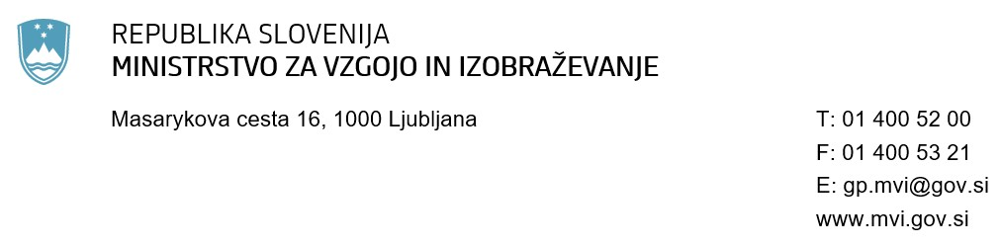 REPUBLIKA SLOVENIJA
MINISTRSTVO ZA VZGOJO IN IZOBRAŽEVANJE
Masarykova cesta 16, 1000 Ljubljana
T: 01 400 52 00
F: 01 400 53 21
E: gp.mvi@gov.si
www.mvi.gov.si